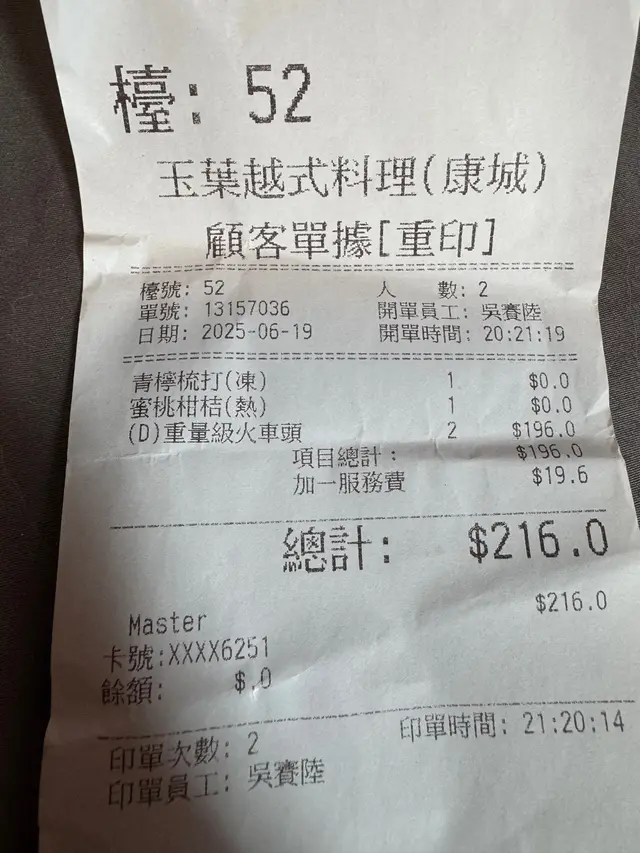 檯: 52
玉葉越式料理(康城)
顧客單據[重印]
檯號: 52 人 數: 2
單號: 13157036 開單員工: 吳賽陸
日期: 2025-06-19 開單時間: 20:21:19
青檸梳打(凍) 1 $0.0
蜜桃柑桔(熱) 1 $0.0
(D)重量級火車頭 2 $196.0
項目總計: $196.0
加一服務費 $19.6
總計: $216.0
Master $216.0
卡號:XXXX6251
餘額: $.0
印單次數: 2 印單時間: 21:20:14
印單員工: 吳賽陸